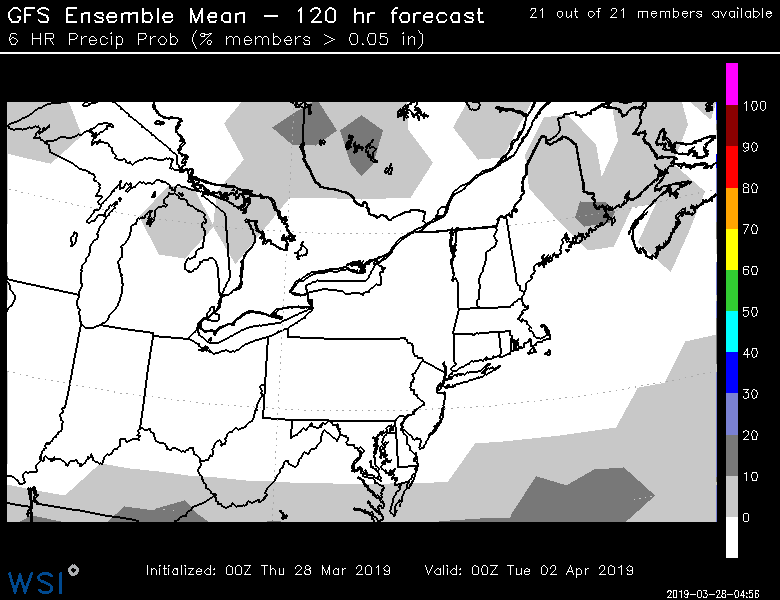 GFS Ensemble Mean – 120 hr forecast
21 out of 21 members available
6 HR Precip Prob (% members > 0.05 in)
100
90
80
70
60
50
40
30
20
10
0
Initialized: 00Z Thu 28 Mar 2019 Valid: 00Z Tue 02 Apr 2019
WSI
2019-03-28-04:56